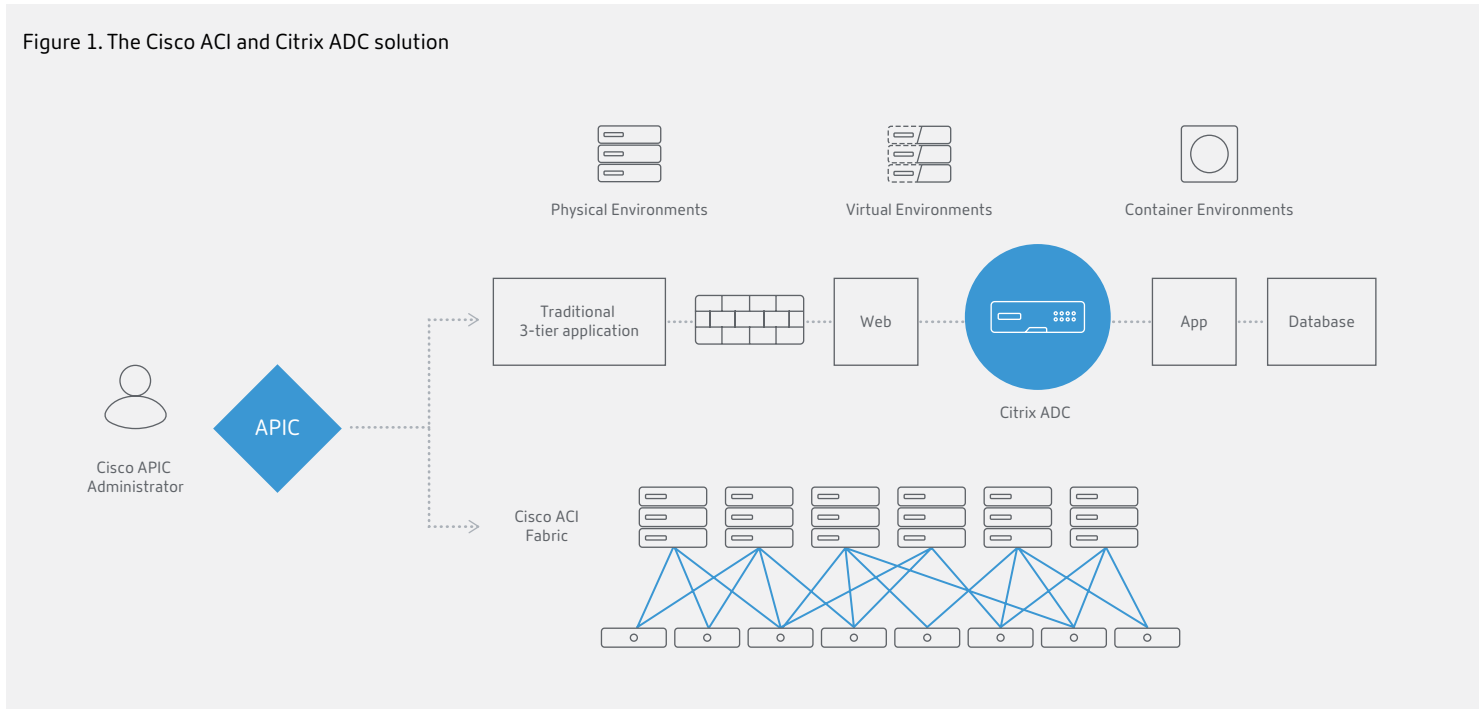 Figure 1. The Cisco ACI and Citrix ADC solution
Physical Environments
Virtual Environments
Container Environments
Traditional
3-tier application
Web
App
Database
Citrix ADC
APIC
Cisco APIC
Administrator
Cisco ACI
Fabric